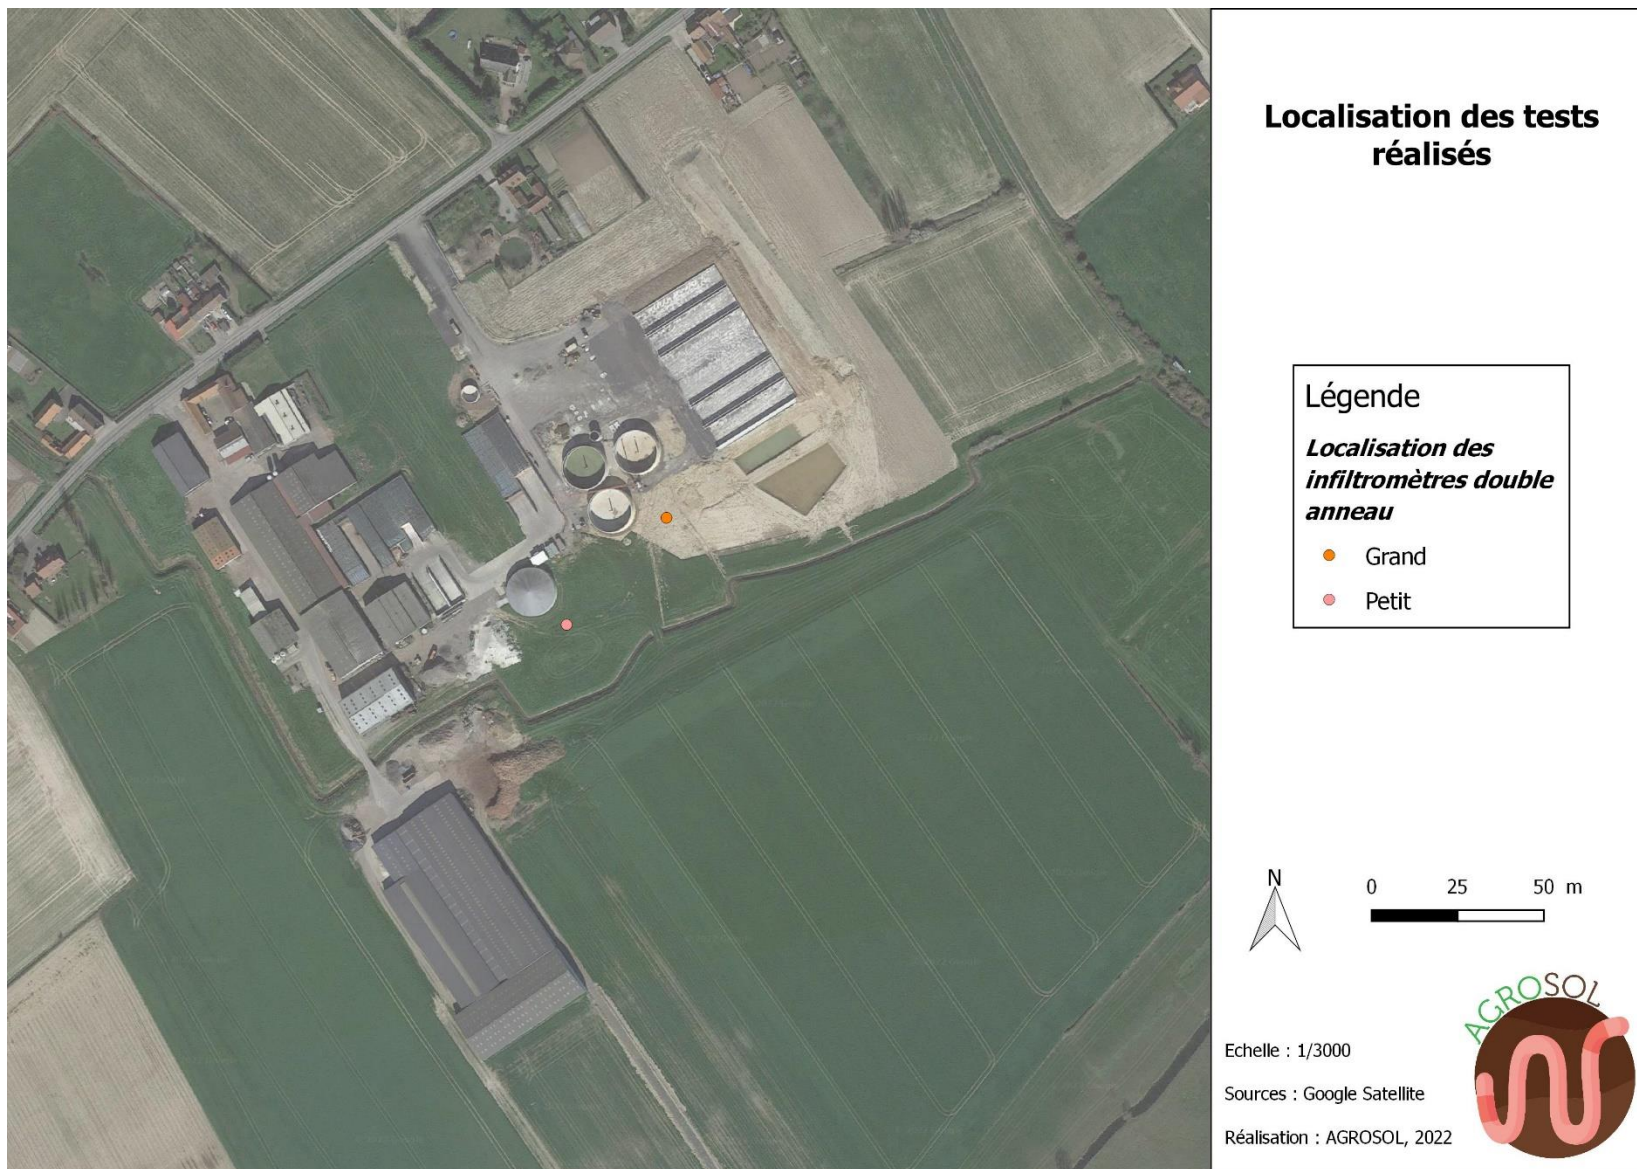 Localisation des tests
réalisés
Légende
Localisation des
infiltromètres double
anneau
Grand
Petit
N
0 25 50 m
AGROSOL
Echelle : 1/3000
Sources : Google Satellite
Réalisation : AGROSOL, 2022